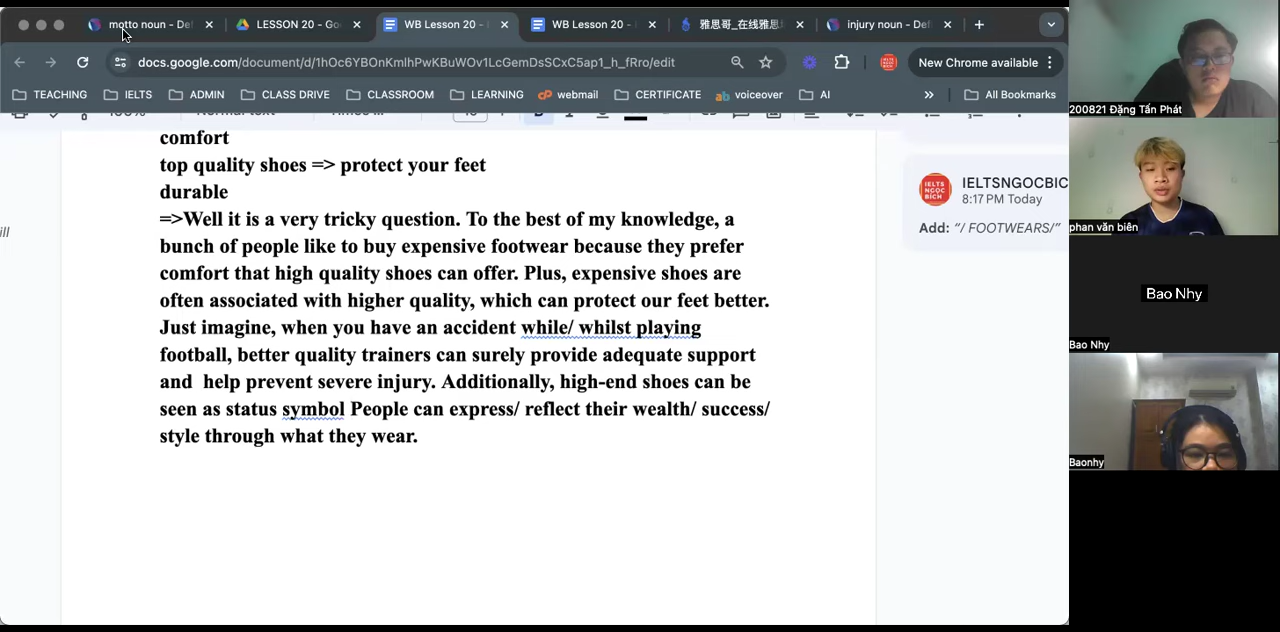 motto noun - De
LESSON 20 - Go
WB Lesson 20 -
WB Lesson 20 -
雅思哥_在线雅思
injury noun - Def
docs.google.com/document/d/1hOc6YBOnKmlhPwKBuWOv1LcGemDsSCxC5ap1_h_fRro/edit
New Chrome available
TEACHING
IELTS
ADMIN
CLASS DRIVE
CLASSROOM
LEARNING
webmail
CERTIFICATE
voiceover
AI
»
All Bookmarks
comfort
top quality shoes => protect your feet
durable
=>Well it is a very tricky question. To the best of my knowledge, a
bunch of people like to buy expensive footwear because they prefer
comfort that high quality shoes can offer. Plus, expensive shoes are
often associated with higher quality, which can protect our feet better.
Just imagine, when you have an accident while/ whilst playing
football, better quality trainers can surely provide adequate support
and  help prevent severe injury. Additionally, high-end shoes can be
seen as status symbol People can express/ reflect their wealth/ success/
style through what they wear.
ill
IELTS NGỌC BÍCH
IELTSNGOCBIC
8:17 PM Today
Add: "/ FOOTWEARS/"
200821 Đặng Tấn Phát
phan văn biên
Bao Nhy
Bao Nhy
Baonhy